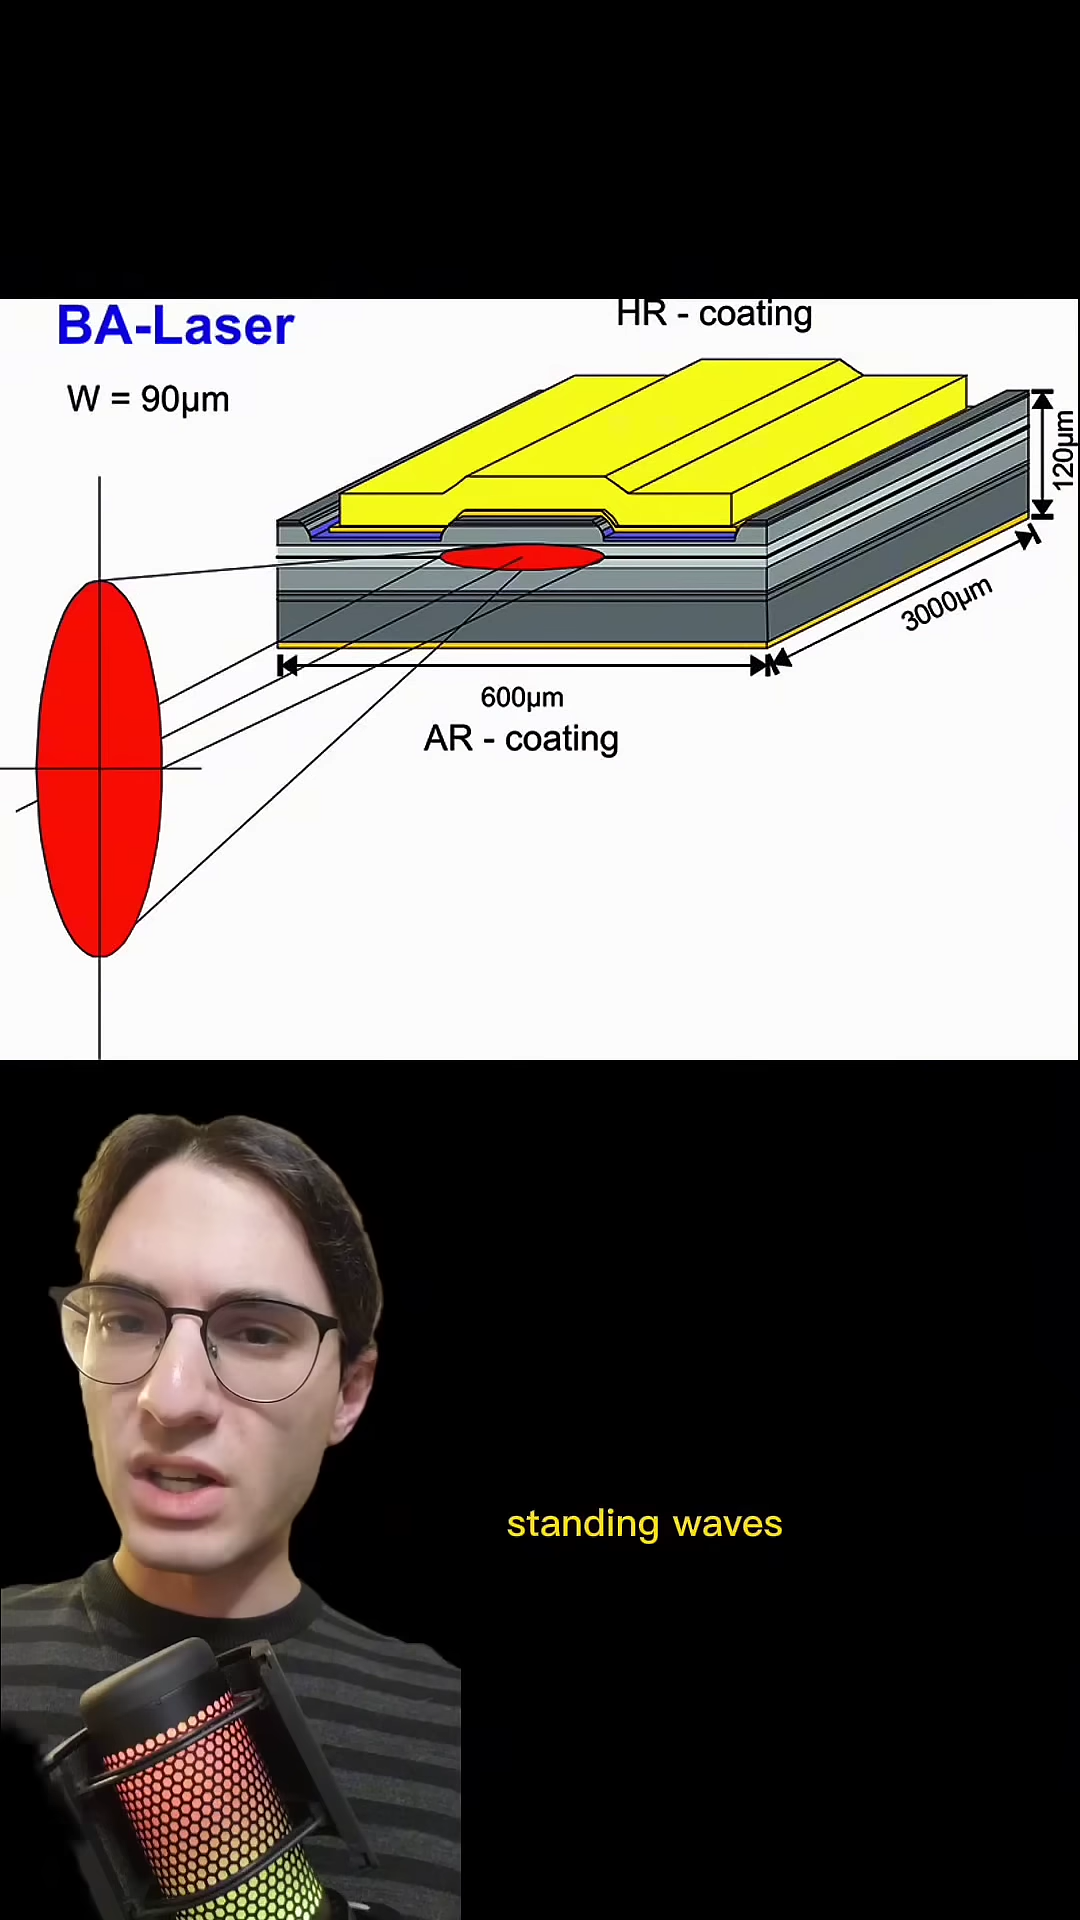 BA-Laser
HR - coating
W = 90µm
120µm
3000µm
600µm
AR - coating
standing waves